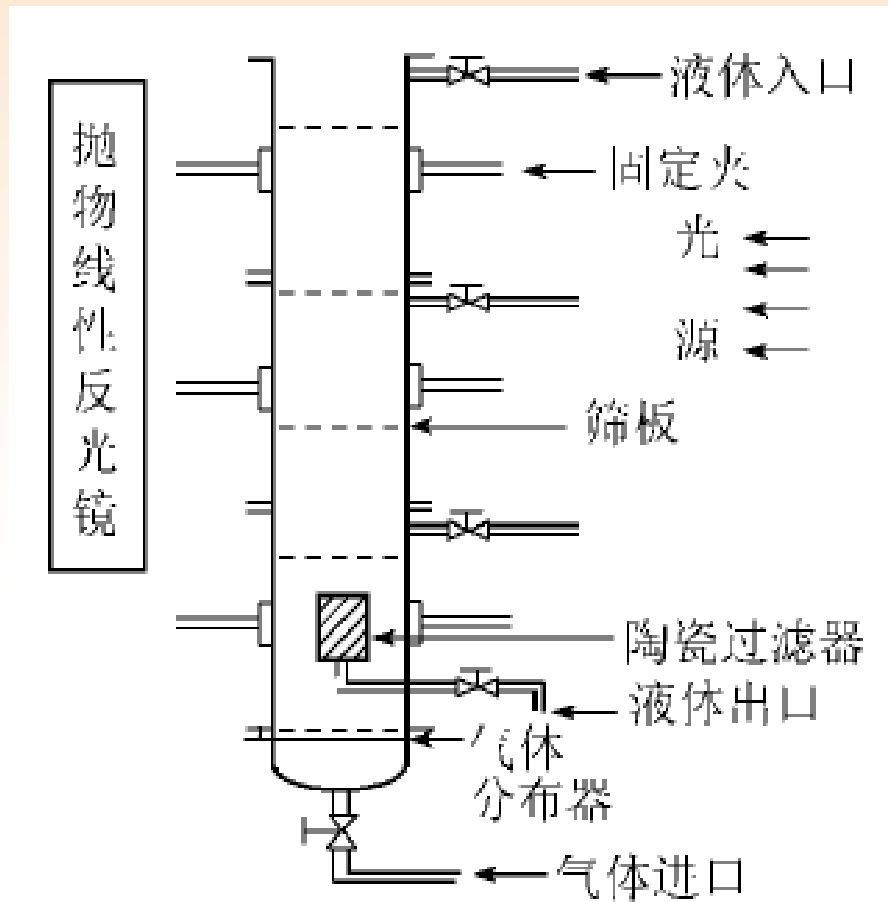 抛物线性反光镜
液体入口
固定夹
光
源
筛板
陶瓷过滤器
液体出口
气体
分布器
气体进口